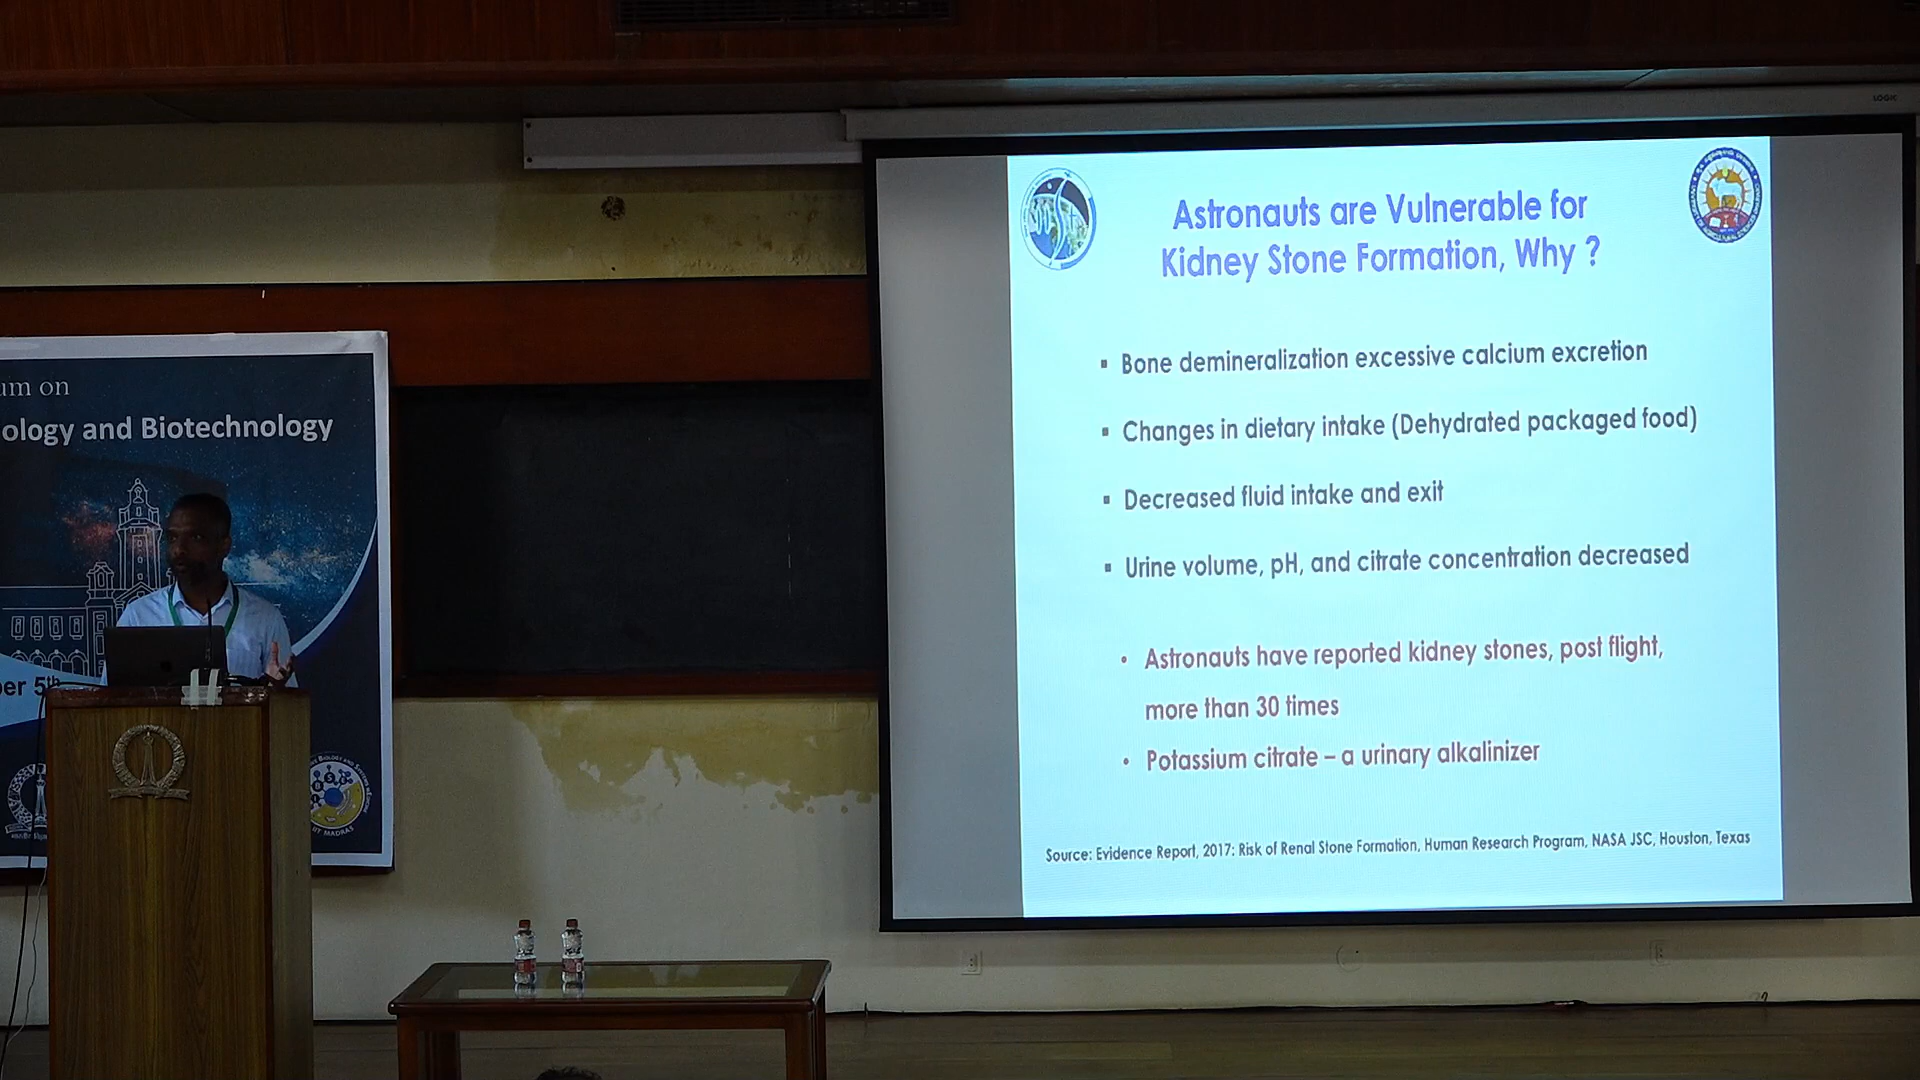 LOGIC
Astronauts are Vulnerable for
Kidney Stone Formation, Why ?
▪ Bone demineralization excessive calcium excretion
▪ Changes in dietary intake (Dehydrated packaged food)
▪ Decreased fluid intake and exit
▪ Urine volume, pH, and citrate concentration decreased
• Astronauts have reported kidney stones, post flight,
more than 30 times
• Potassium citrate – a urinary alkalinizer
Source: Evidence Report, 2017: Risk of Renal Stone Formation, Human Research Program, NASA JSC, Houston, Texas
um on
ology and Biotechnology
ber 5th
IIT MADRAS